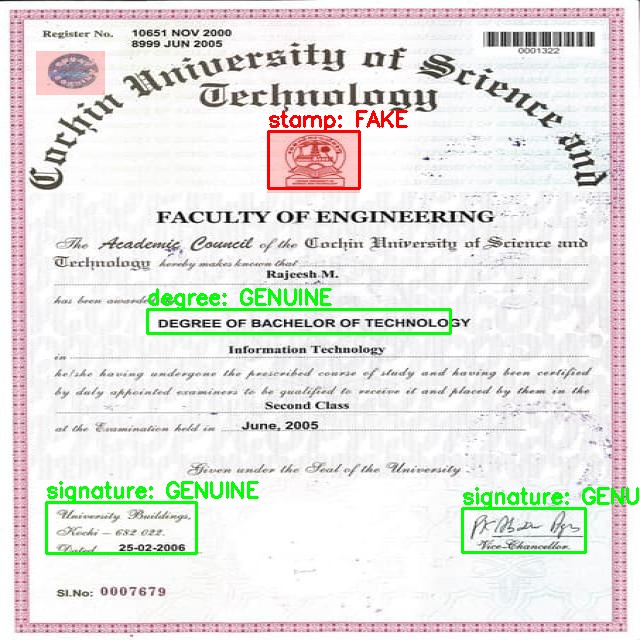 Register No. 10651 NOV 2000
8999 JUN 2005
0001322
Cochin University of Science and
Technology
stamp: FAKE
FACULTY OF ENGINEERING
The Academic Council of the Cochin University of Science and
Technology hereby makes known that
Rajeesh M.
has been awarded
degree: GENUINE
DEGREE OF BACHELOR OF TECHNOLOGY
Information Technology
in
he/she having undergone the prescribed course of study and having been certified
by duly appointed examiners to be qualified to receive it and placed by them in the
Second Class
at the Examination held in June, 2005
Given under the Seal of the University
signature: GENUINE
signature: GENU
University Buildings,
Kochi – 682 022.
Dated 25-02-2006
Vice-Chancellor.
Sl.No: 0007679